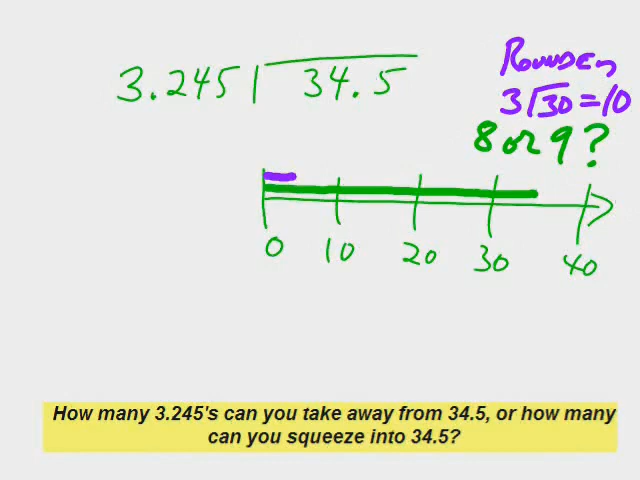 3.245 34.5
Rounded
3 30 = 10
8 or 9?
0 10 20 30 40
How many 3.245's can you take away from 34.5, or how many
can you squeeze into 34.5?